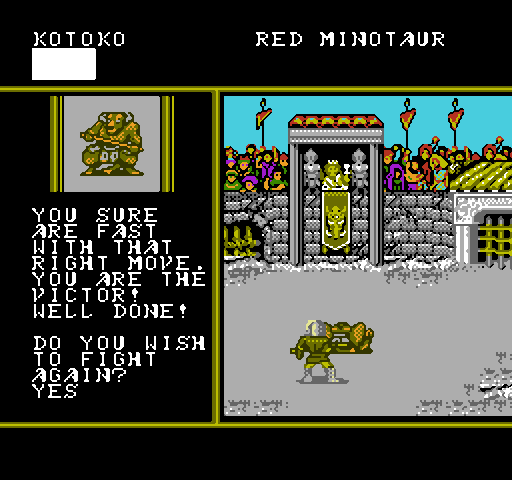 KOTOKO
RED MINOTAUR
YOU SURE
ARE FAST
WITH THAT
RIGHT MOVE.
YOU ARE THE
VICTOR!
WELL DONE!
DO YOU WISH
TO FIGHT
AGAIN?
YES